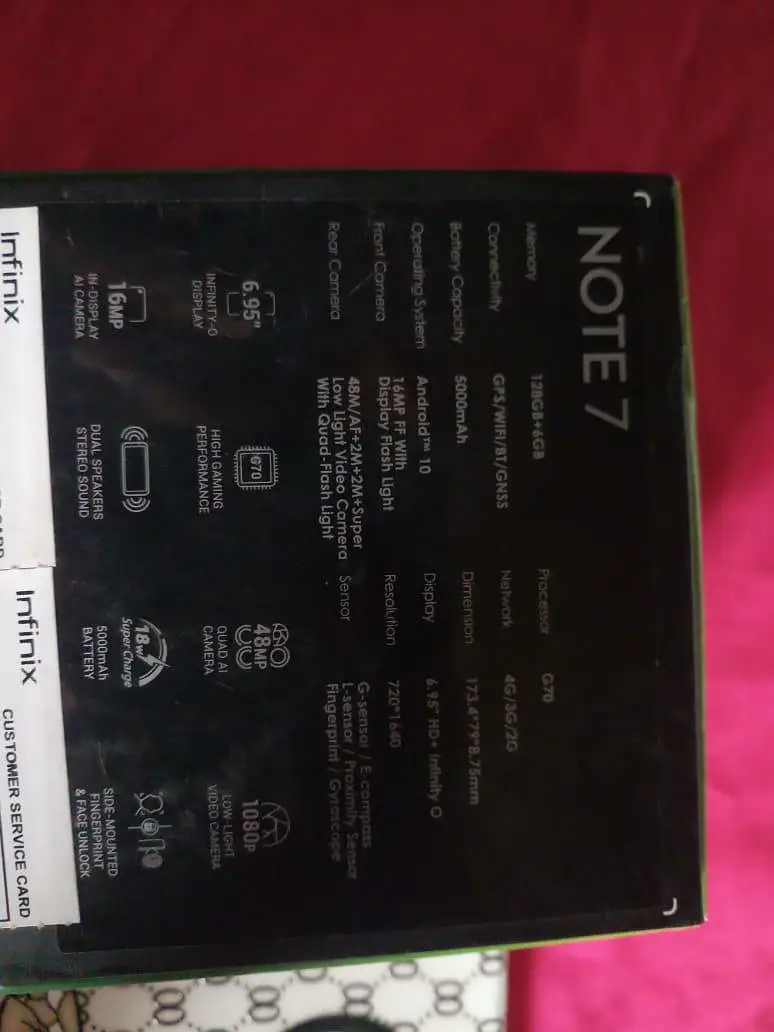 NOTE 7
Memory 128GB+6GB
Processor G70
Connectivity GPS/WIFI/BT/GNSS
Network 4G/3G/2G
Battery Capacity 5000mAh
Dimension 173.4*79*8.75mm
Operating System Android™ 10
Display 6.95" HD+ Infinity O
Front Camera 16MP FF With
Display Flash Light
Resolution 720*1640
Rear Camera 48M/AF+2M+2M+Super
Low Light Video Camera
With Quad-Flash Light
Sensor G-sensor / E-compass
L-sensor / Proximity Sensor
Fingerprint / Gyroscope
6.95"
INFINITY-O
DISPLAY
G70
HIGH GAMING
PERFORMANCE
48MP
QUAD AI
CAMERA
1080P
LOW-LIGHT
VIDEO CAMERA
16MP
IN-DISPLAY
AI CAMERA
DUAL SPEAKERS
STEREO SOUND
18W
Super Charge
5000mAh
BATTERY
SIDE-MOUNTED
FINGERPRINT
& FACE UNLOCK
Infinix
Infinix
CUSTOMER SERVICE CARD